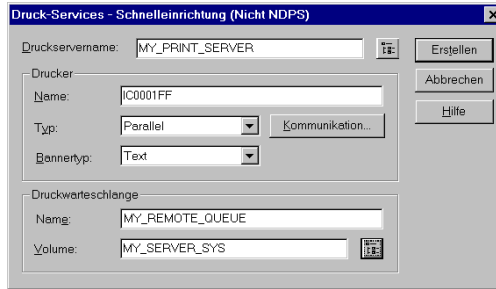 Druck-Services - Schnelleinrichtung (Nicht NDPS)
Druckservername: MY_PRINT_SERVER
Erstellen
Drucker
Abbrechen
Name: IC0001FF
Hilfe
Typ: Parallel Kommunikation...
Bannertyp: Text
Druckwarteschlange
Name: MY_REMOTE_QUEUE
Volume: MY_SERVER_SYS